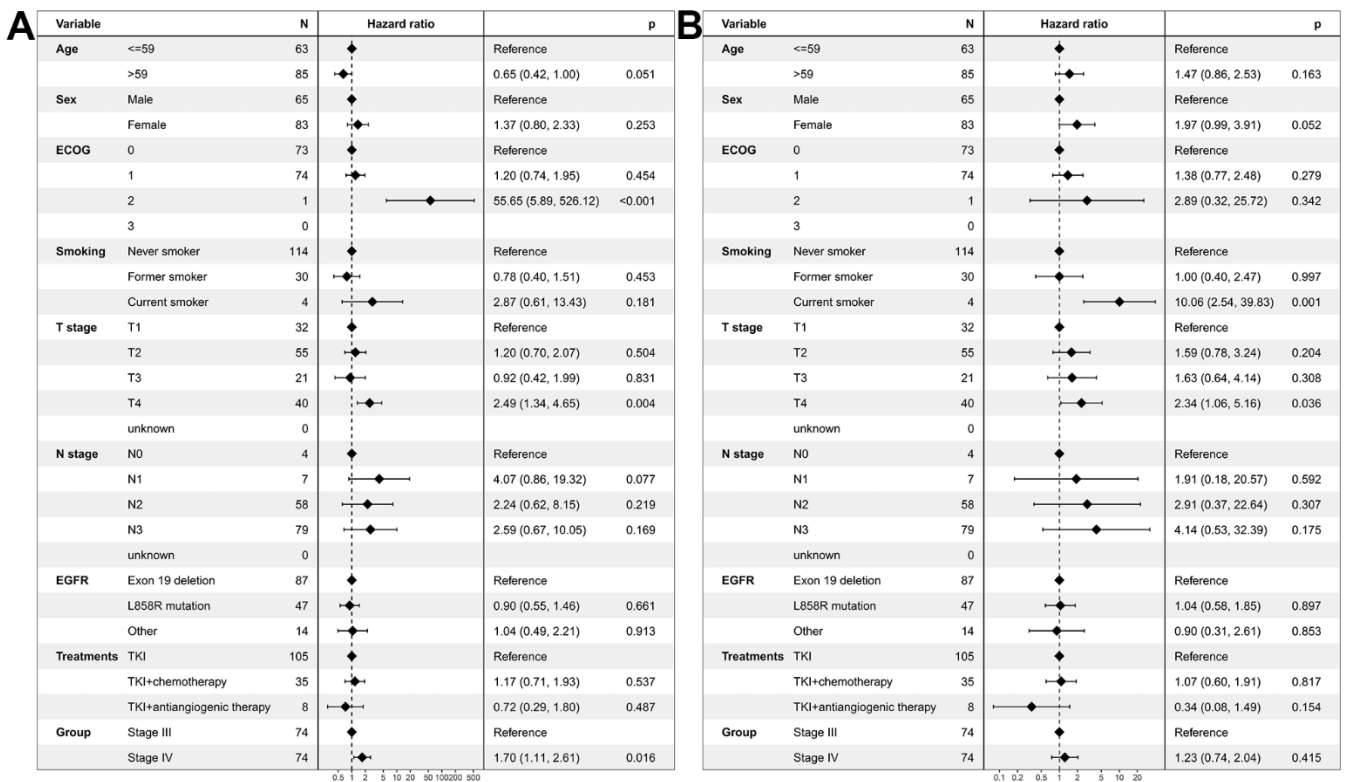 A
Variable N Hazard ratio p
Age <=59 63 Reference
>59 85 0.65 (0.42, 1.00) 0.051
Sex Male 65 Reference
Female 83 1.37 (0.80, 2.33) 0.253
ECOG 0 73 Reference
1 74 1.20 (0.74, 1.95) 0.454
2 1 55.65 (5.89, 526.12) <0.001
3 0
Smoking Never smoker 114 Reference
Former smoker 30 0.78 (0.40, 1.51) 0.453
Current smoker 4 2.87 (0.61, 13.43) 0.181
T stage T1 32 Reference
T2 55 1.20 (0.70, 2.07) 0.504
T3 21 0.92 (0.42, 1.99) 0.831
T4 40 2.49 (1.34, 4.65) 0.004
unknown 0
N stage N0 4 Reference
N1 7 4.07 (0.86, 19.32) 0.077
N2 58 2.24 (0.62, 8.15) 0.219
N3 79 2.59 (0.67, 10.05) 0.169
unknown 0
EGFR Exon 19 deletion 87 Reference
L858R mutation 47 0.90 (0.55, 1.46) 0.661
Other 14 1.04 (0.49, 2.21) 0.913
Treatments TKI 105 Reference
TKI+chemotherapy 35 1.17 (0.71, 1.93) 0.537
TKI+antiangiogenic therapy 8 0.72 (0.29, 1.80) 0.487
Group Stage III 74 Reference
Stage IV 74 1.70 (1.11, 2.61) 0.016
0.5 1 2 5 10 20 50 100 200 500
B
Variable N Hazard ratio p
Age <=59 63 Reference
>59 85 1.47 (0.86, 2.53) 0.163
Sex Male 65 Reference
Female 83 1.97 (0.99, 3.91) 0.052
ECOG 0 73 Reference
1 74 1.38 (0.77, 2.48) 0.279
2 1 2.89 (0.32, 25.72) 0.342
3 0
Smoking Never smoker 114 Reference
Former smoker 30 1.00 (0.40, 2.47) 0.997
Current smoker 4 10.06 (2.54, 39.83) 0.001
T stage T1 32 Reference
T2 55 1.59 (0.78, 3.24) 0.204
T3 21 1.63 (0.64, 4.14) 0.308
T4 40 2.34 (1.06, 5.16) 0.036
unknown 0
N stage N0 4 Reference
N1 7 1.91 (0.18, 20.57) 0.592
N2 58 2.91 (0.37, 22.64) 0.307
N3 79 4.14 (0.53, 32.39) 0.175
unknown 0
EGFR Exon 19 deletion 87 Reference
L858R mutation 47 1.04 (0.58, 1.85) 0.897
Other 14 0.90 (0.31, 2.61) 0.853
Treatments TKI 105 Reference
TKI+chemotherapy 35 1.07 (0.60, 1.91) 0.817
TKI+antiangiogenic therapy 8 0.34 (0.08, 1.49) 0.154
Group Stage III 74 Reference
Stage IV 74 1.23 (0.74, 2.04) 0.415
0.1 0.2 0.5 1 2 5 10 20